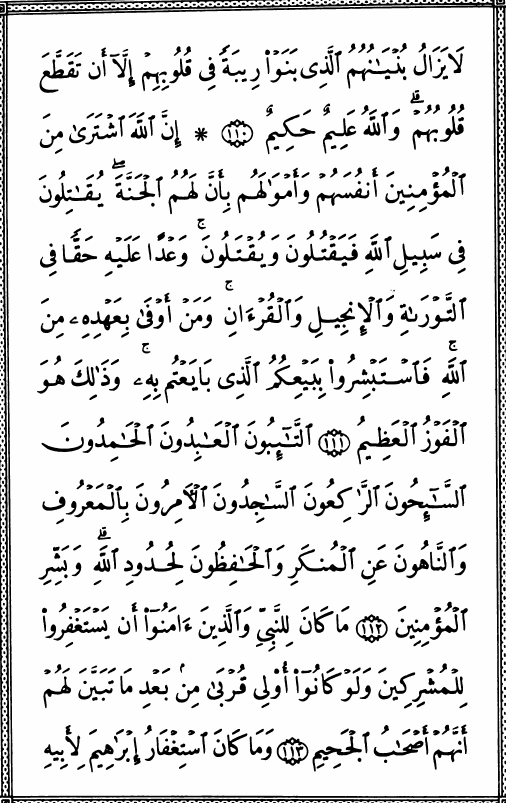 لَا يَزَالُ بُنْيَـٰنُهُمُ ٱلَّذِى بَنَوْا۟ رِيبَةً فِى قُلُوبِهِمْ إِلَّآ أَن تَقَطَّعَ
قُلُوبُهُمْ ۗ وَٱللَّهُ عَلِيمٌ حَكِيمٌ ١١٠ * إِنَّ ٱللَّهَ ٱشْتَرَىٰ مِنَ
ٱلْمُؤْمِنِينَ أَنفُسَهُمْ وَأَمْوَٰلَهُم بِأَنَّ لَهُمُ ٱلْجَنَّةَ ۚ يُقَـٰتِلُونَ
فِى سَبِيلِ ٱللَّهِ فَيَقْتُلُونَ وَيُقْتَلُونَ ۖ وَعْدًا عَلَيْهِ حَقًّا فِى
ٱلتَّوْرَىٰةِ وَٱلْإِنجِيلِ وَٱلْقُرْءَانِ ۚ وَمَنْ أَوْفَىٰ بِعَهْدِهِۦ مِنَ
ٱللَّهِ ۚ فَٱسْتَبْشِرُوا۟ بِبَيْعِكُمُ ٱلَّذِى بَايَعْتُم بِهِۦ ۚ وَذَٰلِكَ هُوَ
ٱلْفَوْزُ ٱلْعَظِيمُ ١١١ ٱلتَّـٰٓئِبُونَ ٱلْعَـٰبِدُونَ ٱلْحَـٰمِدُونَ
ٱلسَّـٰٓئِحُونَ ٱلرَّٰكِعُونَ ٱلسَّـٰجِدُونَ ٱلْـَٔامِرُونَ بِٱلْمَعْرُوفِ
وَٱلنَّاهُونَ عَنِ ٱلْمُنكَرِ وَٱلْحَـٰفِظُونَ لِحُدُودِ ٱللَّهِ ۗ وَبَشِّرِ
ٱلْمُؤْمِنِينَ ١١٢ مَا كَانَ لِلنَّبِىِّ وَٱلَّذِينَ ءَامَنُوٓا۟ أَن يَسْتَغْفِرُوا۟
لِلْمُشْرِكِينَ وَلَوْ كَانُوٓا۟ أُو۟لِى قُرْبَىٰ مِنۢ بَعْدِ مَا تَبَيَّنَ لَهُمْ
أَنَّهُمْ أَصْحَـٰبُ ٱلْجَحِيمِ ١١٣ وَمَا كَانَ ٱسْتِغْفَارُ إِبْرَٰهِيمَ لِأَبِيهِ